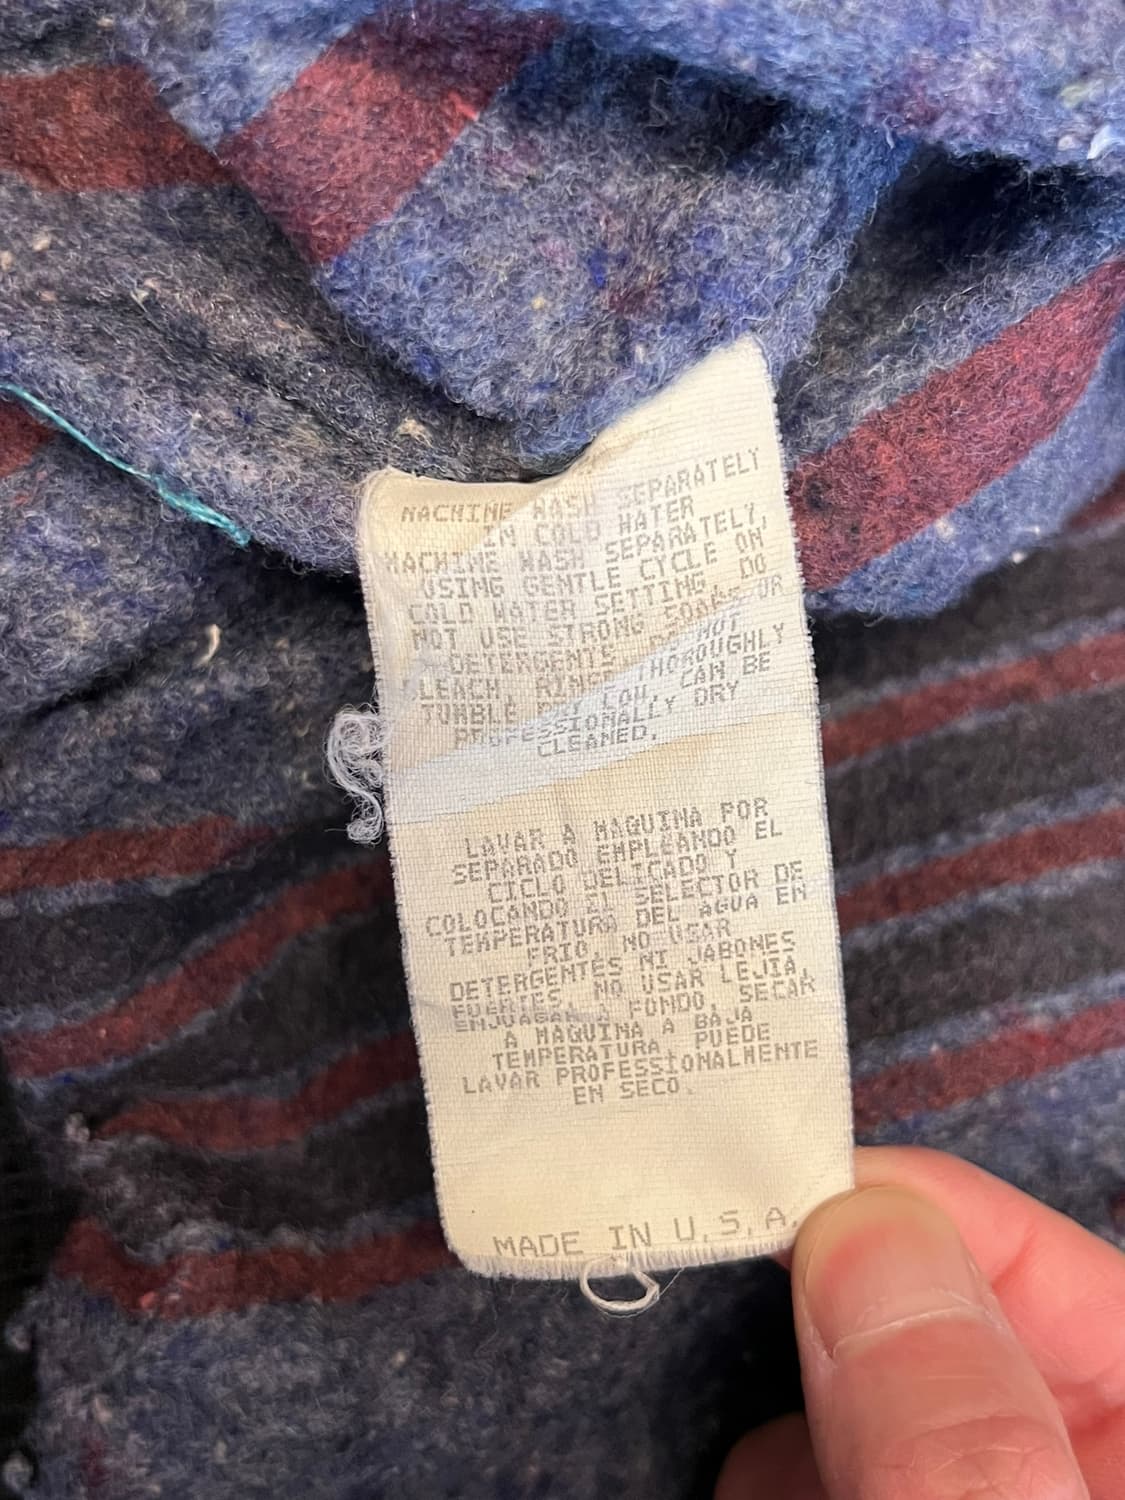 MACHINE WASH SEPARATELY
IN COLD WATER
MACHINE WASH SEPARATELY,
USING GENTLE CYCLE ON
COLD WATER SETTING. DO
NOT USE STRONG SOAPS OR
DETERGENTS. DO NOT
BLEACH, RINSE THOROUGHLY
TUMBLE DRY LOW, CAN BE
PROFESSIONALLY DRY
CLEANED.
LAVAR A MAQUINA POR
SEPARADO EMPLEANDO EL
CICLO DELICADO Y
COLOCANDO EL SELECTOR DE
TEMPERATURA DEL AGUA EN
FRIO, NO USAR
DETERGENTES NI JABONES
FUERTES, NO USAR LEJIA,
ENJUAGAR A FONDO, SECAR
A MAQUINA A BAJA
TEMPERATURA, PUEDE
LAVAR PROFESSIONALMENTE
EN SECO.
MADE IN U.S.A.